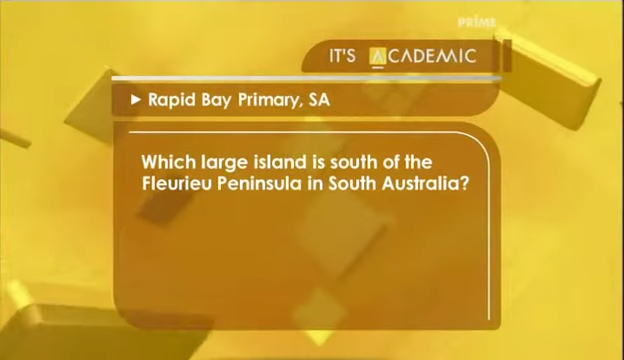 PRIME
IT'S ACADEMIC
Rapid Bay Primary, SA
Which large island is south of the
Fleurieu Peninsula in South Australia?